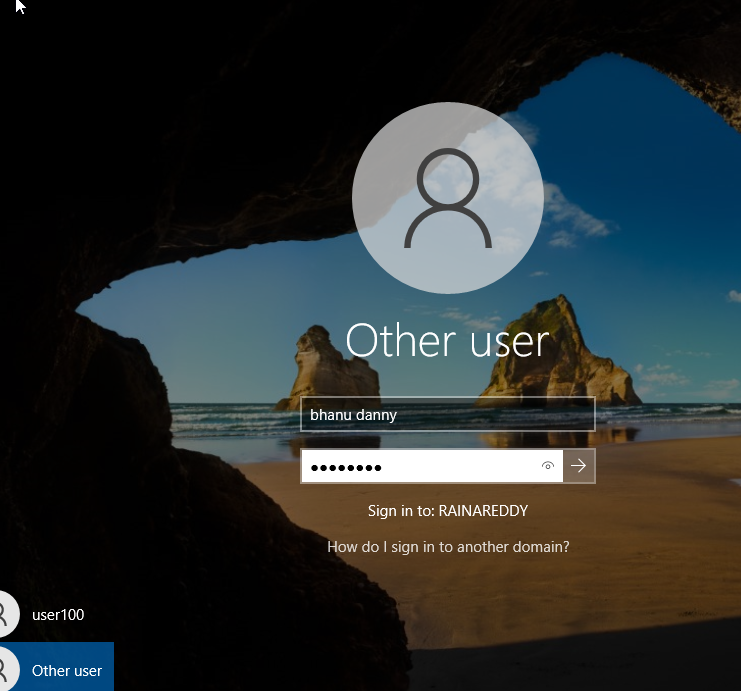 Other user
bhanu danny
●●●●●●●●
Sign in to: RAINAREDDY
How do I sign in to another domain?
user100
Other user